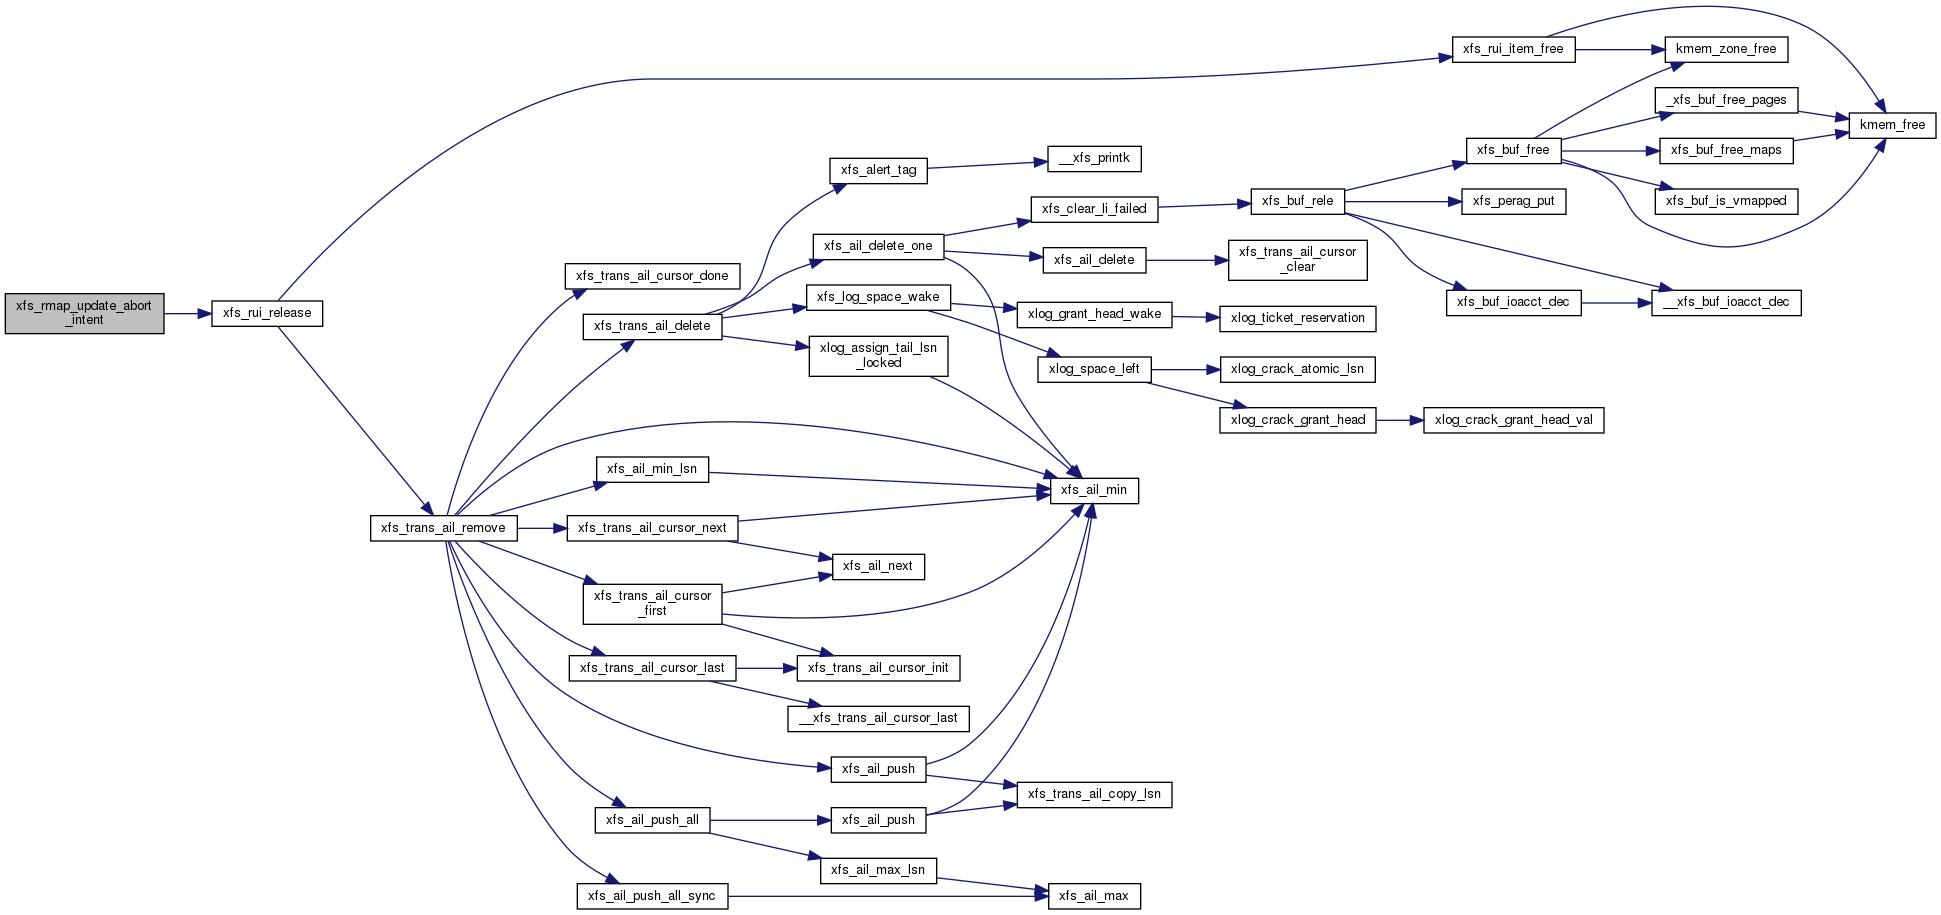 xfs_rmap_update_abort
_intent
xfs_rui_release
xfs_trans_ail_remove
xfs_trans_ail_cursor_done
xfs_trans_ail_delete
xfs_ail_min_lsn
xfs_trans_ail_cursor_next
xfs_trans_ail_cursor
_first
xfs_trans_ail_cursor_last
xfs_ail_push_all
xfs_ail_push_all_sync
xfs_alert_tag
xfs_ail_delete_one
xfs_log_space_wake
xlog_assign_tail_lsn
_locked
xfs_ail_next
xfs_trans_ail_cursor_init
__xfs_trans_ail_cursor_last
xfs_ail_push
xfs_ail_push
xfs_ail_max_lsn
__xfs_printk
xfs_clear_li_failed
xfs_ail_delete
xlog_grant_head_wake
xlog_space_left
xfs_ail_min
xfs_trans_ail_copy_lsn
xfs_ail_max
xfs_buf_rele
xfs_trans_ail_cursor
_clear
xlog_ticket_reservation
xlog_crack_atomic_lsn
xlog_crack_grant_head
xfs_rui_item_free
xfs_buf_free
xfs_perag_put
xfs_buf_ioacct_dec
xlog_crack_grant_head_val
kmem_zone_free
_xfs_buf_free_pages
xfs_buf_free_maps
xfs_buf_is_vmapped
__xfs_buf_ioacct_dec
kmem_free